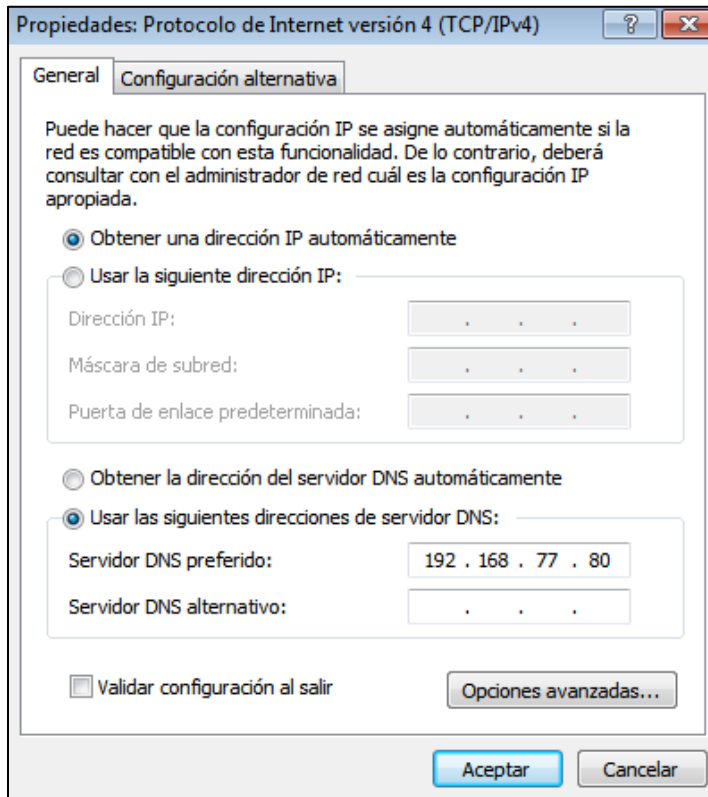 Propiedades: Protocolo de Internet versión 4 (TCP/IPv4)
General
Configuración alternativa
Puede hacer que la configuración IP se asigne automáticamente si la
red es compatible con esta funcionalidad. De lo contrario, deberá
consultar con el administrador de red cuál es la configuración IP
apropiada.
Obtener una dirección IP automáticamente
Usar la siguiente dirección IP:
Dirección IP:
Máscara de subred:
Puerta de enlace predeterminada:
Obtener la dirección del servidor DNS automáticamente
Usar las siguientes direcciones de servidor DNS:
Servidor DNS preferido: 192 . 168 . 77 . 80
Servidor DNS alternativo:
Validar configuración al salir
Opciones avanzadas...
Aceptar
Cancelar